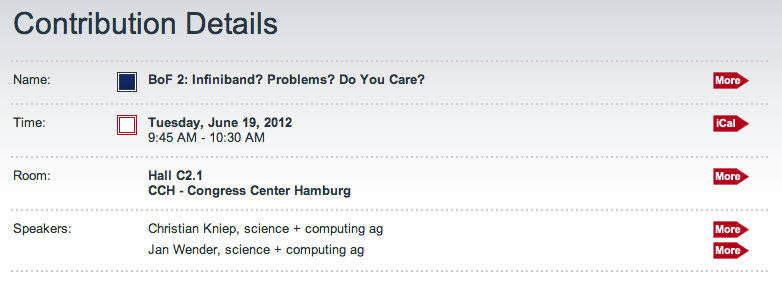 Contribution Details
Name: BoF 2: Infiniband? Problems? Do You Care? More
Time: Tuesday, June 19, 2012 iCal
9:45 AM - 10:30 AM
Room: Hall C2.1 More
CCH - Congress Center Hamburg
Speakers: Christian Kniep, science + computing ag More
Jan Wender, science + computing ag More